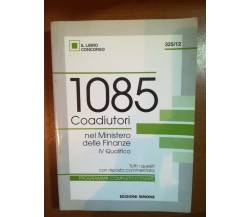 IL LIBRO
CONCORSO
325/12
1085
Coadiutori
nel Ministero
delle Finanze
IV Qualifica
Tutti i quesiti
con risposta commentata
EDIZIONI SIMONE